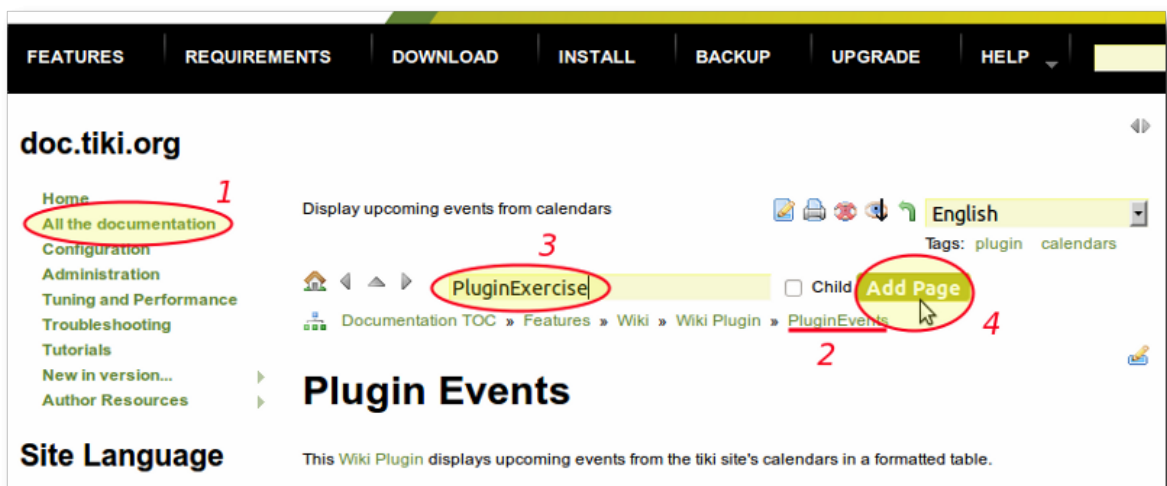 FEATURES REQUIREMENTS DOWNLOAD INSTALL BACKUP UPGRADE HELP
doc.tiki.org
Home
1
All the documentation
Configuration
Administration
Tuning and Performance
Troubleshooting
Tutorials
New in version...
Author Resources
Site Language
Display upcoming events from calendars
English
Tags: plugin calendars
3
PluginExercise
Child Add Page
4
Documentation TOC » Features » Wiki » Wiki Plugin » PluginEvents
2
Plugin Events
This Wiki Plugin displays upcoming events from the tiki site's calendars in a formatted table.